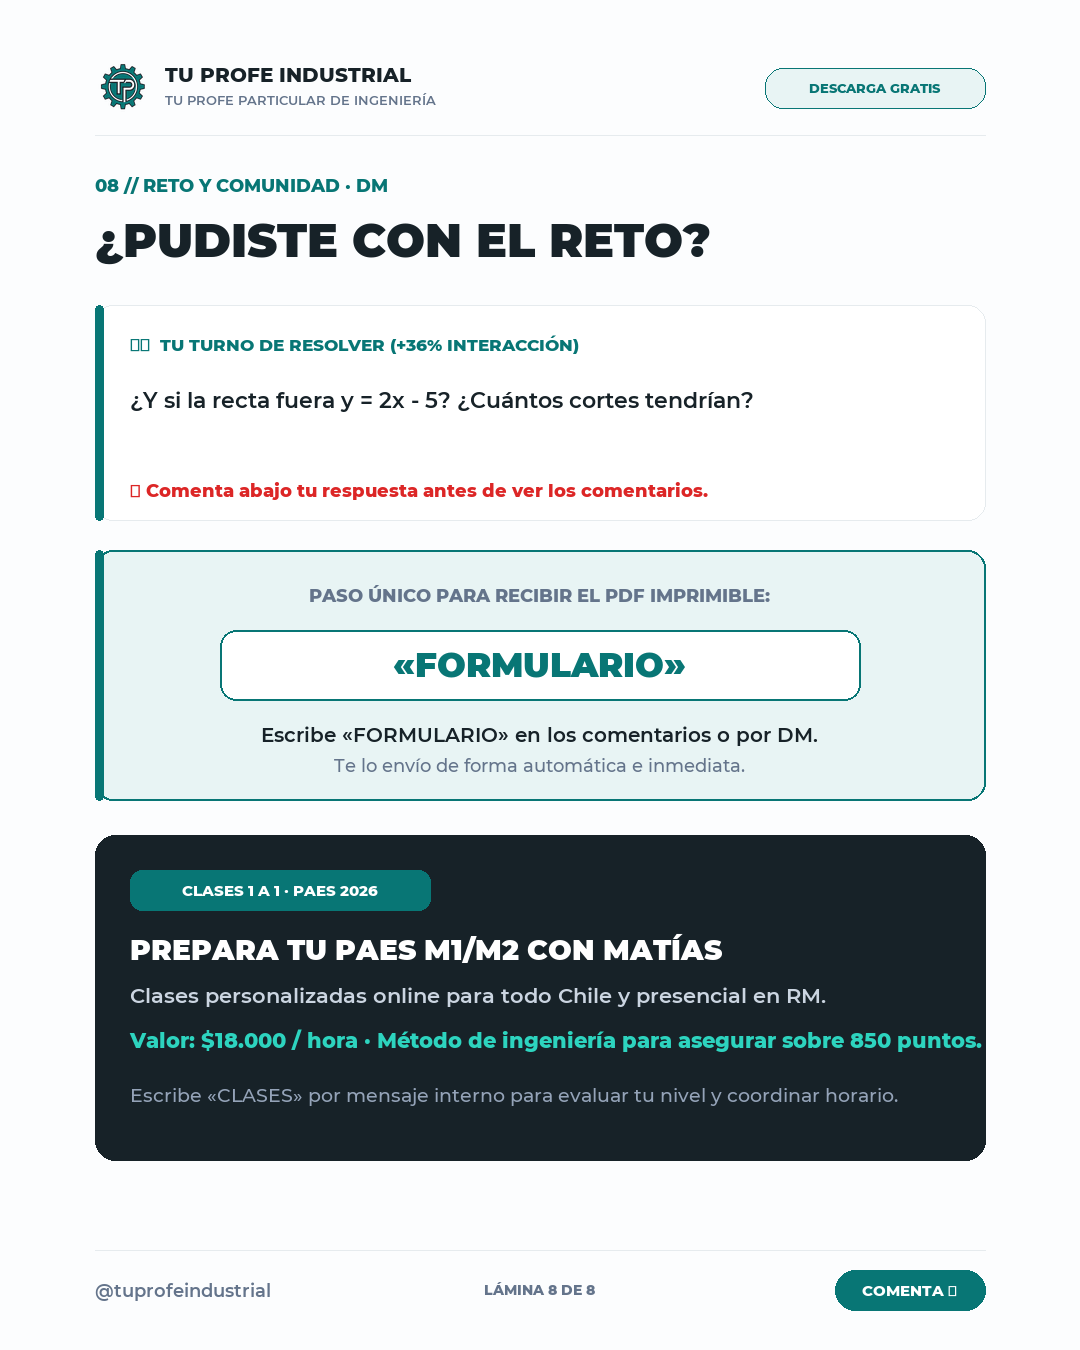 TU PROFE INDUSTRIAL
TU PROFE PARTICULAR DE INGENIERÍA
DESCARGA GRATIS
08 // RETO Y COMUNIDAD · DM
¿PUDISTE CON EL RETO?
TU TURNO DE RESOLVER (+36% INTERACCIÓN)
¿Y si la recta fuera y = 2x - 5? ¿Cuántos cortes tendrían?
Comenta abajo tu respuesta antes de ver los comentarios.
PASO ÚNICO PARA RECIBIR EL PDF IMPRIMIBLE:
«FORMULARIO»
Escribe «FORMULARIO» en los comentarios o por DM.
Te lo envío de forma automática e inmediata.
CLASES 1 A 1 · PAES 2026
PREPARA TU PAES M1/M2 CON MATÍAS
Clases personalizadas online para todo Chile y presencial en RM.
Valor: $18.000 / hora · Método de ingeniería para asegurar sobre 850 puntos.
Escribe «CLASES» por mensaje interno para evaluar tu nivel y coordinar horario.
@tuprofeindustrial
LÁMINA 8 DE 8
COMENTA